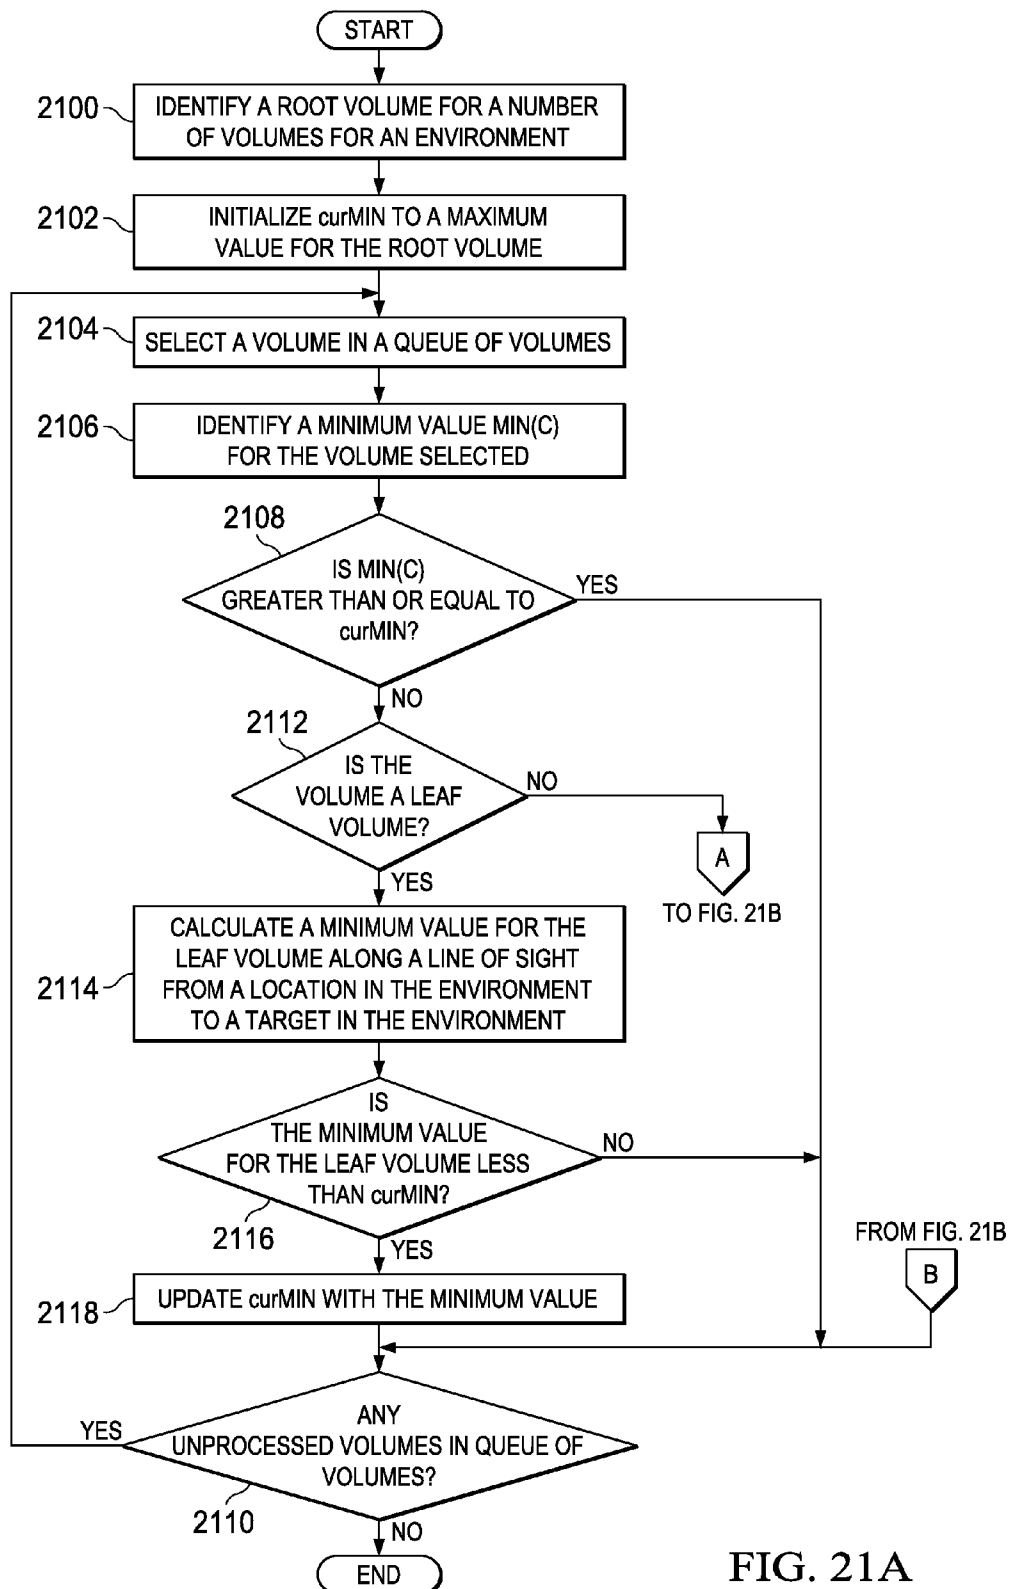 START
2100
IDENTIFY A ROOT VOLUME FOR A NUMBER
OF VOLUMES FOR AN ENVIRONMENT
2102
INITIALIZE curMIN TO A MAXIMUM
VALUE FOR THE ROOT VOLUME
2104
SELECT A VOLUME IN A QUEUE OF VOLUMES
2106
IDENTIFY A MINIMUM VALUE MIN(C)
FOR THE VOLUME SELECTED
2108
IS MIN(C)
GREATER THAN OR EQUAL TO
curMIN?
YES
NO
2112
IS THE
VOLUME A LEAF
VOLUME?
NO
A
TO FIG. 21B
YES
2114
CALCULATE A MINIMUM VALUE FOR THE
LEAF VOLUME ALONG A LINE OF SIGHT
FROM A LOCATION IN THE ENVIRONMENT
TO A TARGET IN THE ENVIRONMENT
IS
THE MINIMUM VALUE
FOR THE LEAF VOLUME LESS
THAN curMIN?
NO
2116
YES
FROM FIG. 21B
B
2118
UPDATE curMIN WITH THE MINIMUM VALUE
YES
ANY
UNPROCESSED VOLUMES IN QUEUE OF
VOLUMES?
2110
NO
END
FIG. 21A